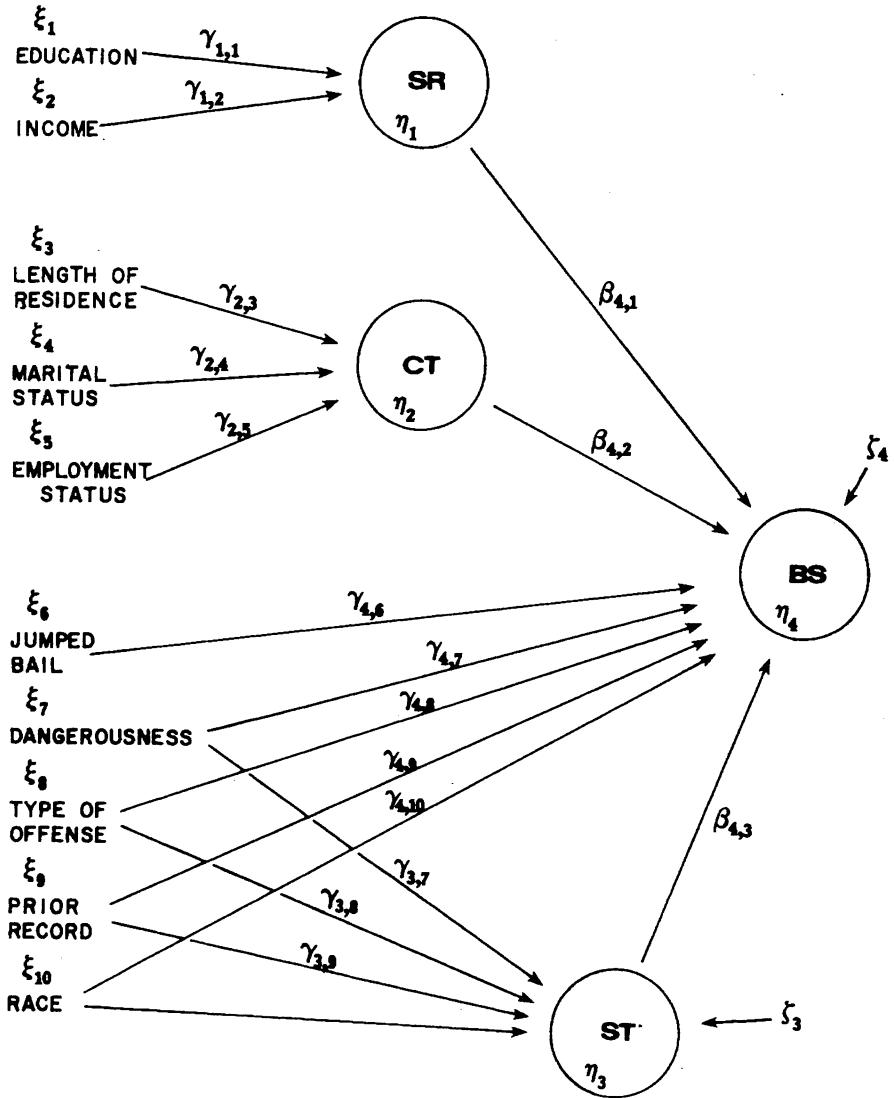 ξ1
EDUCATION
γ1,1
ξ2
INCOME
γ1,2
SR
η1
ξ3
LENGTH OF
RESIDENCE
γ2,3
ξ4
MARITAL
STATUS
γ2,4
ξ5
EMPLOYMENT
STATUS
γ2,5
CT
η2
β4,1
β4,2
ζ4
BS
η4
ξ6
JUMPED
BAIL
γ4,6
ξ7
DANGEROUSNESS
γ4,7
ξ8
TYPE OF
OFFENSE
γ4,8
ξ9
PRIOR
RECORD
γ4,9
ξ10
RACE
γ4,10
γ3,7
γ3,8
γ3,9
β4,3
ST
η3
ζ3